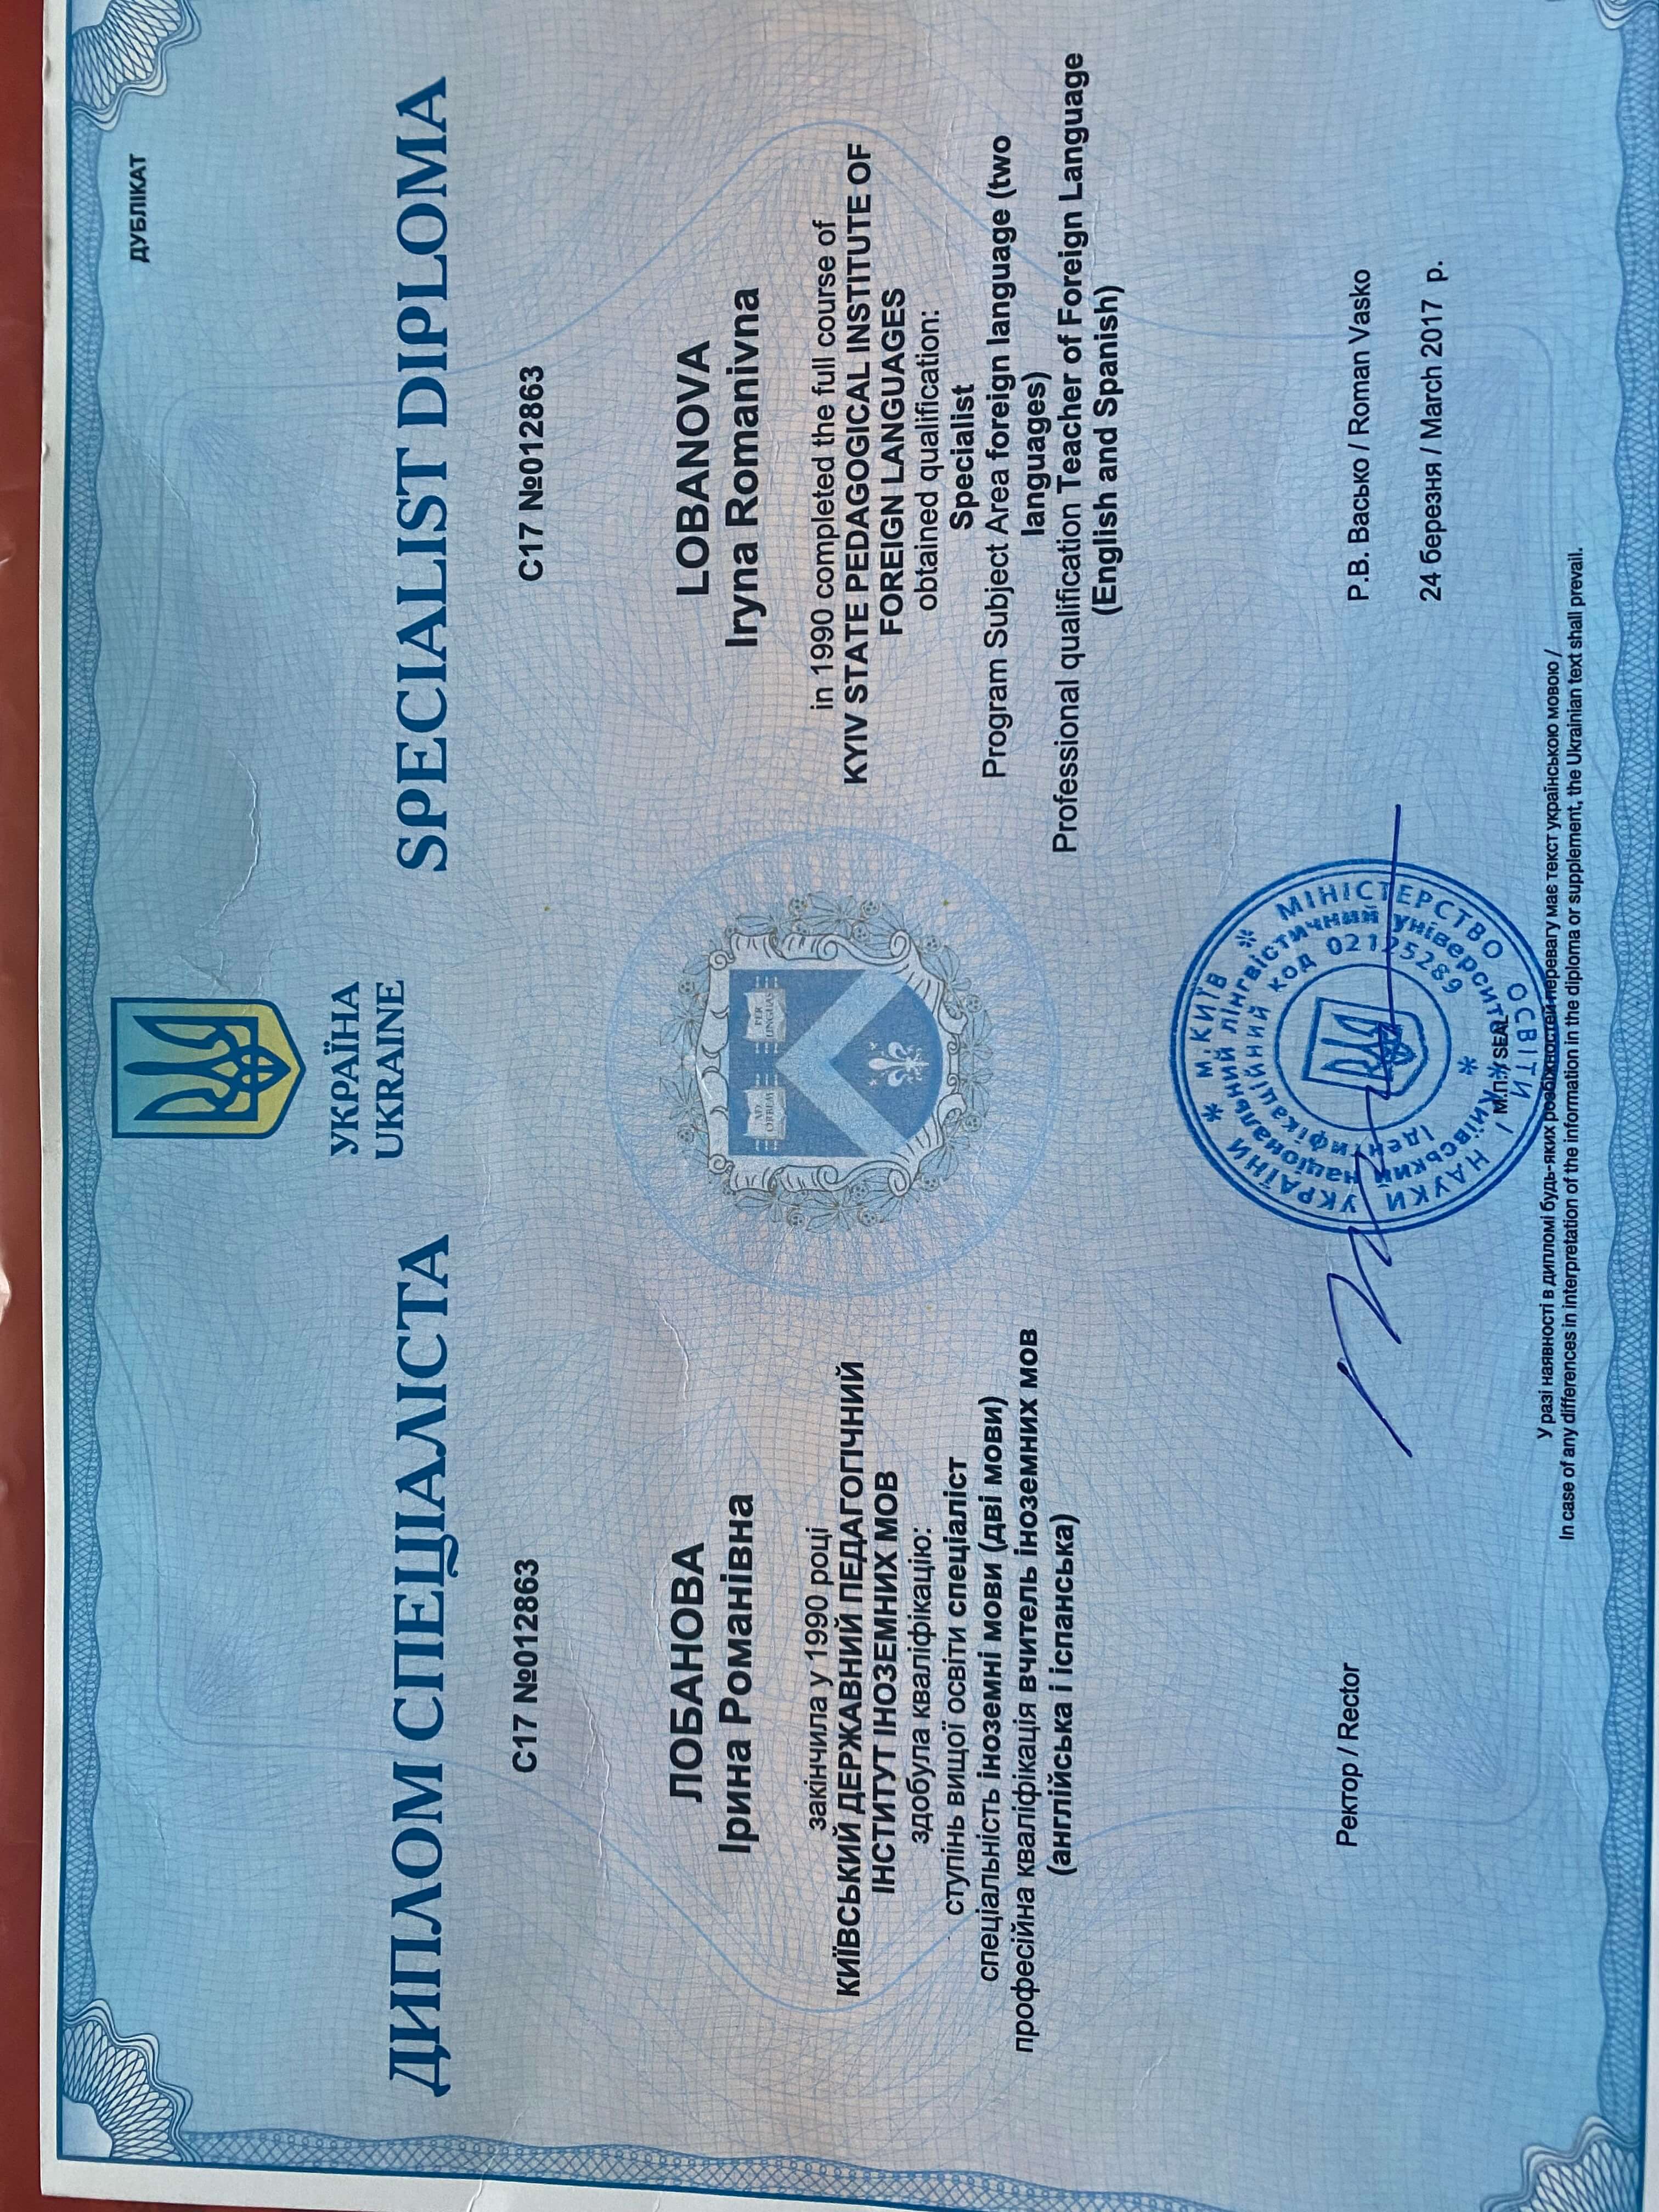 ДУБЛІКАТ
УКРАЇНА
UKRAINE
ДИПЛОМ СПЕЦІАЛІСТА
С17 №012863
ЛОБАНОВА
Ірина Романівна
закінчила у 1990 році
КИЇВСЬКИЙ ДЕРЖАВНИЙ ПЕДАГОГІЧНИЙ
ІНСТИТУТ ІНОЗЕМНИХ МОВ
здобула кваліфікацію:
ступінь вищої освіти спеціаліст
спеціальність іноземні мови (дві мови)
професійна кваліфікація вчитель іноземних мов
(англійська і іспанська)
SPECIALIST DIPLOMA
C17 №012863
LOBANOVA
Iryna Romanivna
in 1990 completed the full course of
KYIV STATE PEDAGOGICAL INSTITUTE OF
FOREIGN LANGUAGES
obtained qualification:
Specialist
Program Subject Area foreign language (two
languages)
Professional qualification Teacher of Foreign Language
(English and Spanish)
AD ORBEM
PER LINGUAS
Ректор / Rector
Р.В. Васько / Roman Vasko
24 березня / March 2017 р.
МІНІСТЕРСТВО ОСВІТИ І НАУКИ УКРАЇНИ * м. КИЇВ *
Київський національний лінгвістичний університет *
Ідентифікаційний код 02125289
М.П. / SEAL
У разі наявності в дипломі будь-яких розбіжностей перевагу має текст українською мовою /
In case of any differences in interpretation of the information in the diploma or supplement, the Ukrainian text shall prevail.